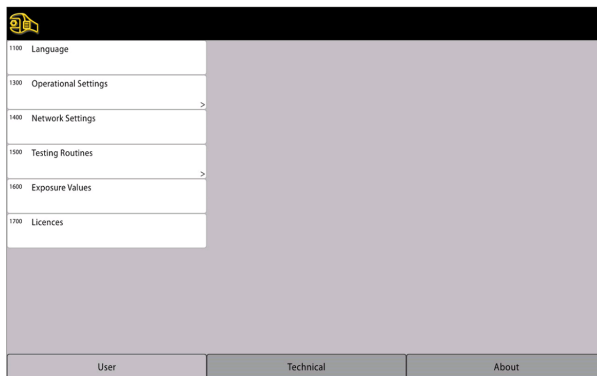 1100 Language
1300 Operational Settings
>
1400 Network Settings
1500 Testing Routines
>
1600 Exposure Values
1700 Licences
User Technical About